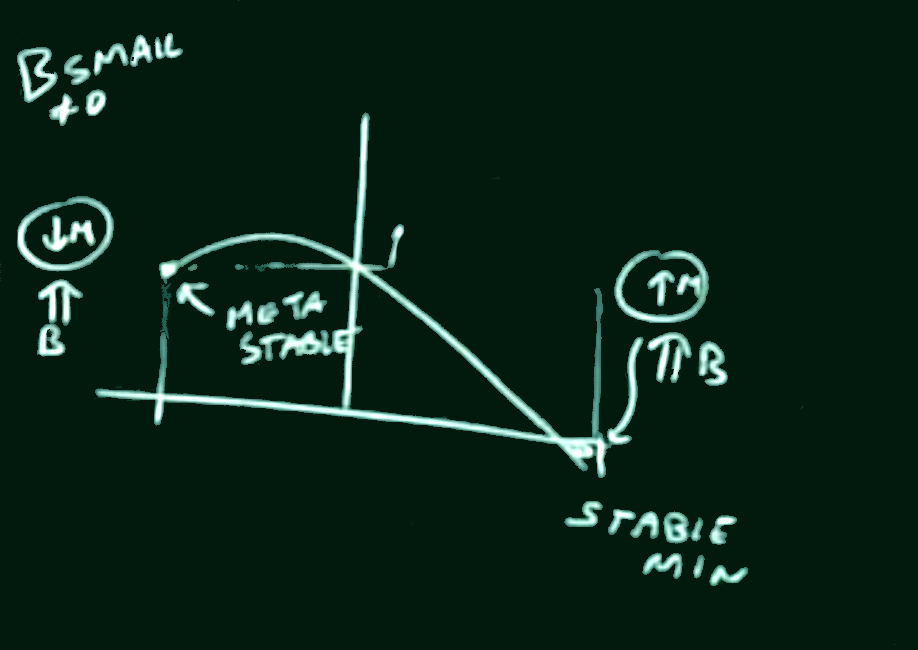 B SMALL
≠ 0
↓M
⇑
B
META
STABLE
1
↑M
⇑ B
STABLE
MIN